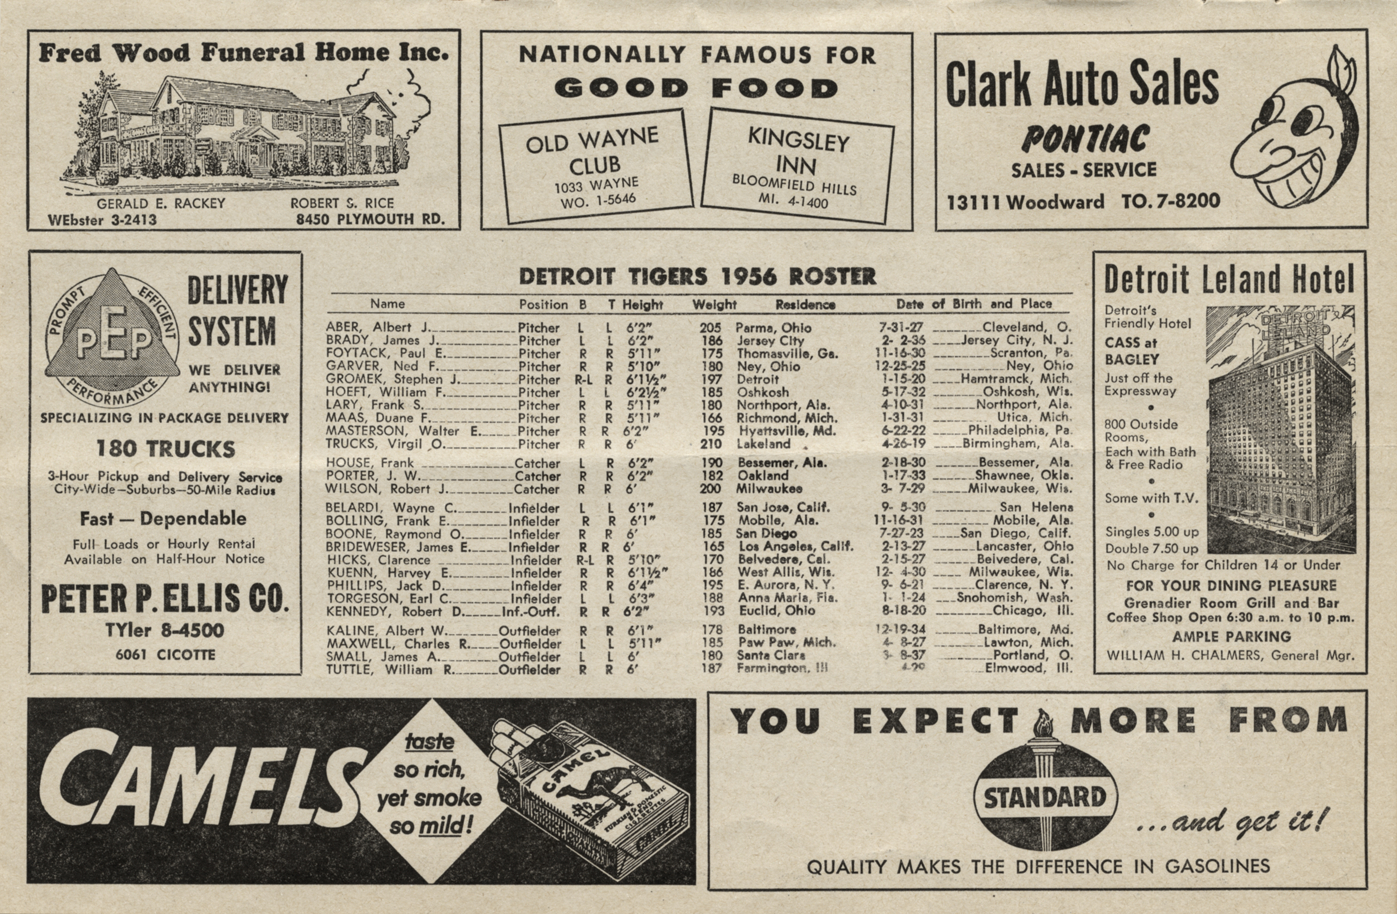 Fred Wood Funeral Home Inc.
GERALD E. RACKEY ROBERT S. RICE
WEbster 3-2413 8450 PLYMOUTH RD.
NATIONALLY FAMOUS FOR
GOOD FOOD
OLD WAYNE
CLUB
1033 WAYNE
WO. 1-5646
KINGSLEY
INN
BLOOMFIELD HILLS
MI. 4-1400
Clark Auto Sales
PONTIAC
SALES - SERVICE
13111 Woodward TO. 7-8200
PROMPT EFFICIENT
PEP
PERFORMANCE
DELIVERY
SYSTEM
WE DELIVER
ANYTHING!
SPECIALIZING IN PACKAGE DELIVERY
180 TRUCKS
3-Hour Pickup and Delivery Service
City-Wide—Suburbs—50-Mile Radius
Fast — Dependable
Full Loads or Hourly Rental
Available on Half-Hour Notice
PETER P. ELLIS CO.
TYler 8-4500
6061 CICOTTE
DETROIT TIGERS 1956 ROSTER
Name Position B T Height Weight Residence Date of Birth and Place
ABER, Albert J. Pitcher L L 6'2" 205 Parma, Ohio 7-31-27 Cleveland, O.
BRADY, James J. Pitcher L L 6'2" 186 Jersey City 2- 2-36 Jersey City, N. J.
FOYTACK, Paul E. Pitcher R R 5'11" 175 Thomasville, Ga. 11-16-30 Scranton, Pa.
GARVER, Ned F. Pitcher R R 5'10" 180 Ney, Ohio 12-25-25 Ney, Ohio
GROMEK, Stephen J. Pitcher R-L R 6'1½" 197 Detroit 1-15-20 Hamtramck, Mich.
HOEFT, William F. Pitcher L L 6'2½" 185 Oshkosh 5-17-32 Oshkosh, Wis.
LARY, Frank S. Pitcher R R 5'11" 180 Northport, Ala. 4-10-31 Northport, Ala.
MAAS, Duane F. Pitcher R R 5'11" 166 Richmond, Mich. 1-31-31 Utica, Mich.
MASTERSON, Walter E. Pitcher R R 6'2" 195 Hyattsville, Md. 6-22-22 Philadelphia, Pa.
TRUCKS, Virgil O. Pitcher R R 6' 210 Lakeland 4-26-19 Birmingham, Ala.
HOUSE, Frank Catcher L R 6'2" 190 Bessemer, Ala. 2-18-30 Bessemer, Ala.
PORTER, J. W. Catcher R R 6'2" 182 Oakland 1-17-33 Shawnee, Okla.
WILSON, Robert J. Catcher R R 6' 200 Milwaukee 3- 7-29 Milwaukee, Wis.
BELARDI, Wayne C. Infielder L L 6'1" 187 San Jose, Calif. 9- 5-30 San Helena
BOLLING, Frank E. Infielder R R 6'1" 175 Mobile, Ala. 11-16-31 Mobile, Ala.
BOONE, Raymond O. Infielder R R 6' 185 San Diego 7-27-23 San Diego, Calif.
BRIDEWESER, James E. Infielder R R 6' 165 Los Angeles, Calif. 2-13-27 Lancaster, Ohio
HICKS, Clarence Infielder R-L R 5'10" 170 Belvedere, Cal. 2-15-27 Belvedere, Cal.
KUENN, Harvey E. Infielder R R 6'1½" 186 West Allis, Wis. 12- 4-30 Milwaukee, Wis.
PHILLIPS, Jack D. Infielder R R 6'4" 195 E. Aurora, N. Y. 9- 6-21 Clarence, N. Y.
TORGESON, Earl C. Infielder L L 6'3" 188 Anna Maria, Fla. 1- 1-24 Snohomish, Wash.
KENNEDY, Robert D. Inf.-Outf. R R 6'2" 193 Euclid, Ohio 8-18-20 Chicago, Ill.
KALINE, Albert W. Outfielder R R 6'1" 178 Baltimore 12-19-34 Baltimore, Md.
MAXWELL, Charles R. Outfielder L L 5'11" 185 Paw Paw, Mich. 4- 8-27 Lawton, Mich.
SMALL, James A. Outfielder L L 6' 180 Santa Clara 3- 8-37 Portland, O.
TUTTLE, William R. Outfielder R R 6' 187 Farmington, Ill 4-29 Elmwood, Ill.
Detroit Leland Hotel
DETROIT
LELAND
Detroit's
Friendly Hotel
CASS at
BAGLEY
Just off the
Expressway
•
800 Outside
Rooms,
Each with Bath
& Free Radio
•
Some with T.V.
•
Singles 5.00 up
Double 7.50 up
No Charge for Children 14 or Under
FOR YOUR DINING PLEASURE
Grenadier Room Grill and Bar
Coffee Shop Open 6:30 a.m. to 10 p.m.
AMPLE PARKING
WILLIAM H. CHALMERS, General Mgr.
CAMELS
taste
so rich,
yet smoke
so mild!
CAMEL
TURKISH & DOMESTIC
BLEND
CIGARETTES
CAMEL
YOU EXPECT MORE FROM
STANDARD
...and get it!
QUALITY MAKES THE DIFFERENCE IN GASOLINES